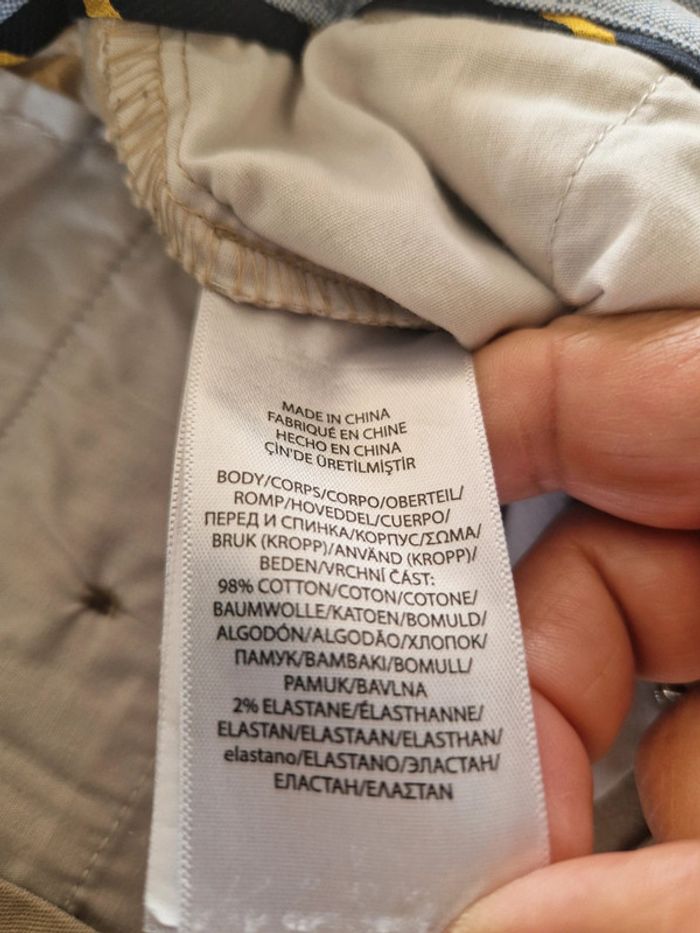 MADE IN CHINA
FABRIQUÉ EN CHINE
HECHO EN CHINA
ÇİN'DE ÜRETİLMİŞTİR
BODY/CORPS/CORPO/OBERTEIL/
ROMP/HOVEDDEL/CUERPO/
ПЕРЕД И СПИНКА/КОРПУС/ΣΩΜΑ/
BRUK (KROPP)/ANVÄND (KROPP)/
BEDEN/VRCHNÍ ČÁST:
98% COTTON/COTON/COTONE/
BAUMWOLLE/KATOEN/BOMULD/
ALGODÓN/ALGODÃO/ХЛОПОК/
ПАМУК/BAMBAKI/BOMULL/
PAMUK/BAVLNA
2% ELASTANE/ÉLASTHANNE/
ELASTAN/ELASTAAN/ELASTHAN/
elastano/ELASTANO/ЭЛАСТАН/
ЕЛАСТАН/ΕΛΑΣΤΑΝ